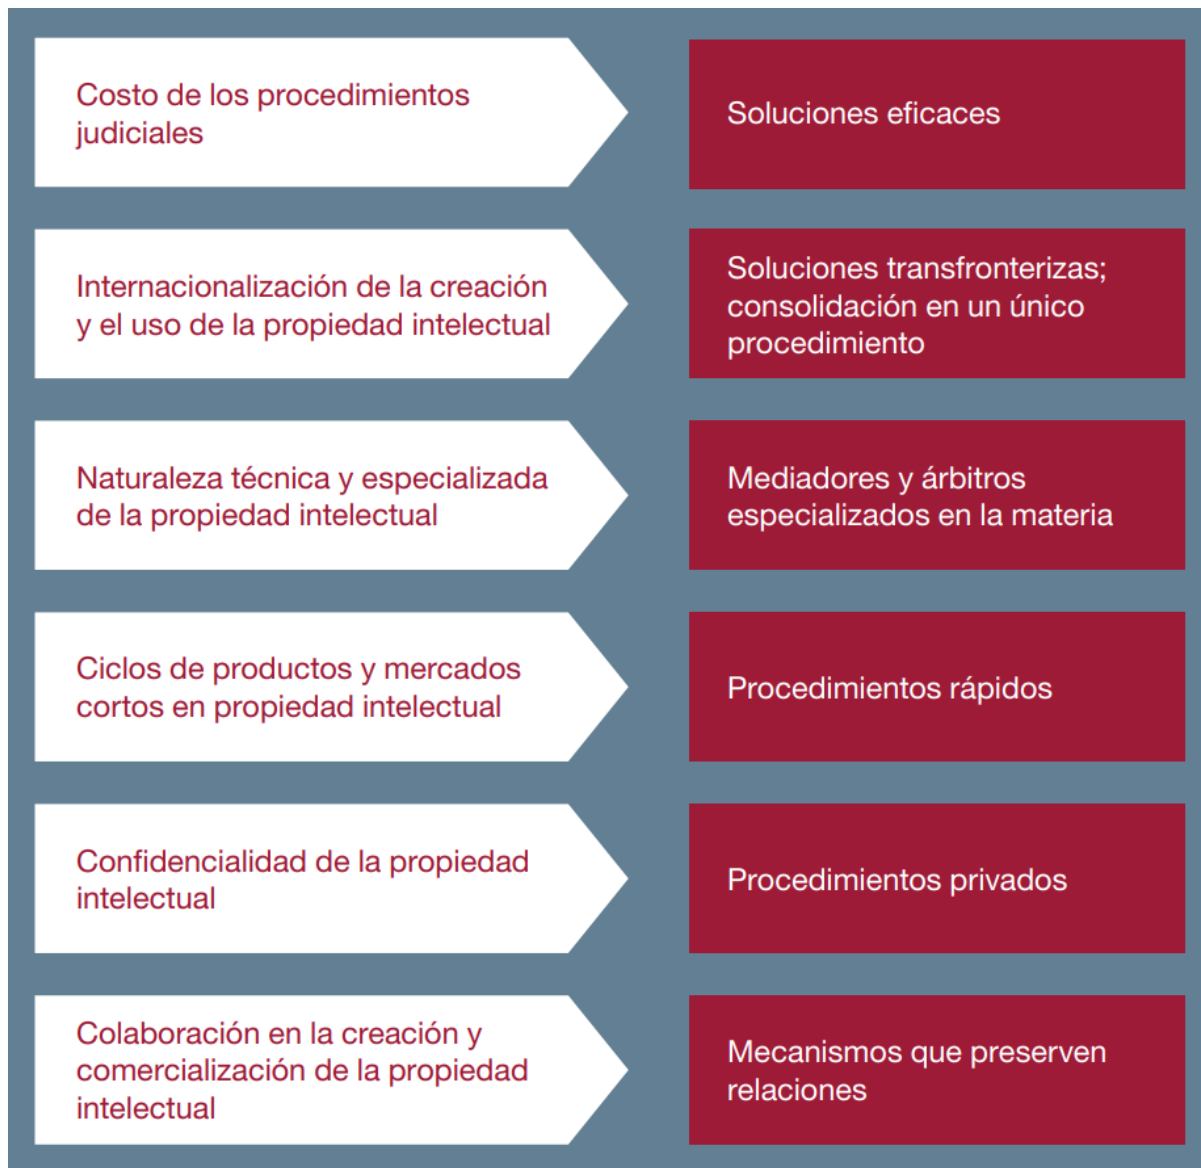 Costo de los procedimientos
judiciales
Soluciones eficaces
Internacionalización de la creación
y el uso de la propiedad intelectual
Soluciones transfronterizas;
consolidación en un único
procedimiento
Naturaleza técnica y especializada
de la propiedad intelectual
Mediadores y árbitros
especializados en la materia
Ciclos de productos y mercados
cortos en propiedad intelectual
Procedimientos rápidos
Confidencialidad de la propiedad
intelectual
Procedimientos privados
Colaboración en la creación y
comercialización de la propiedad
intelectual
Mecanismos que preserven
relaciones